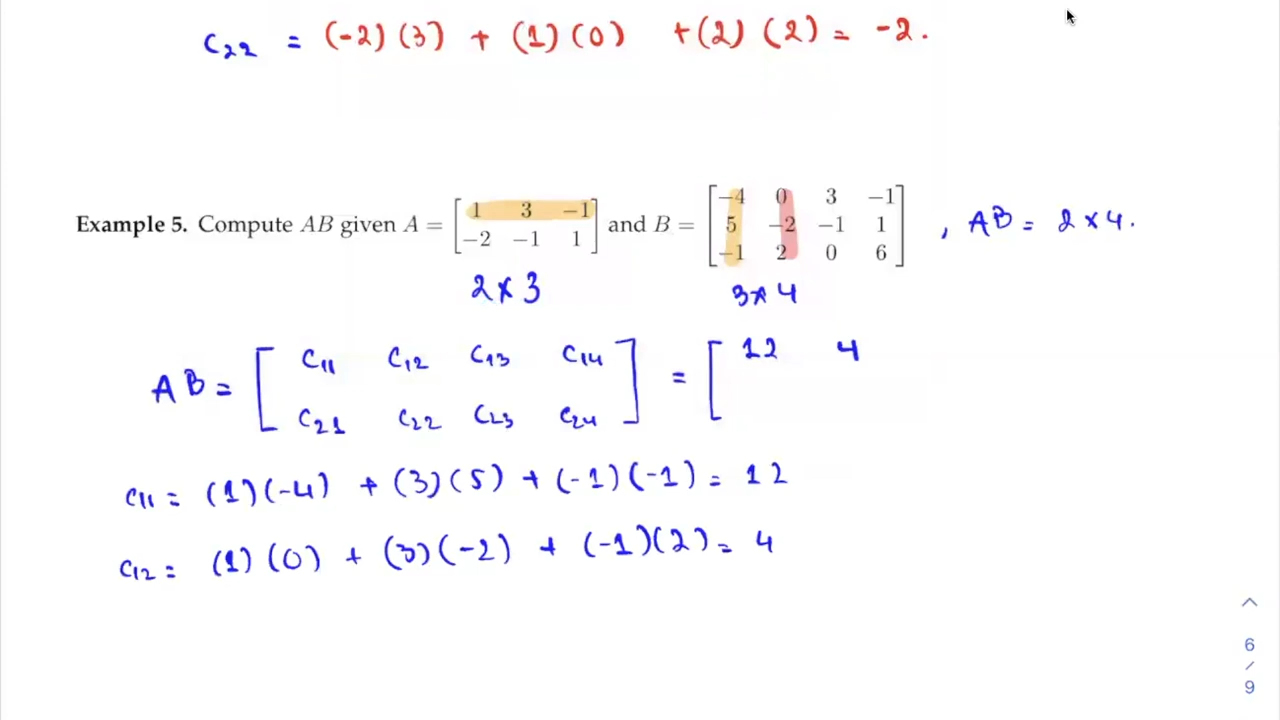 C22 = (-2)(3) + (1)(0) + (2)(2) = -2.
Example 5. Compute AB given A = [1 3 −1; −2 −1 1] and B = [−4 0 3 −1; 5 −2 −1 1; −1 2 0 6], AB = 2×4.
2×3 3×4
AB = [C11 C12 C13 C14; C21 C22 C23 C24] = [12 4
C11 = (1)(-4) + (3)(5) + (-1)(-1) = 12
C12 = (1)(0) + (3)(-2) + (-1)(2) = 4
6
/
9